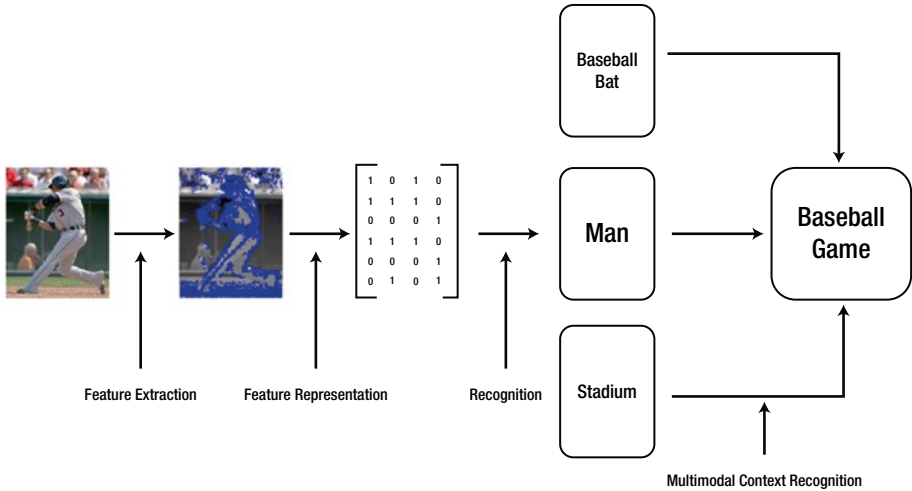 Baseball
Bat
1 0 1 0
1 1 1 0
0 0 0 1
1 1 1 0
0 0 0 1
0 1 0 1
3
Man
Baseball
Game
Stadium
Feature Extraction
Feature Representation
Recognition
Multimodal Context Recognition